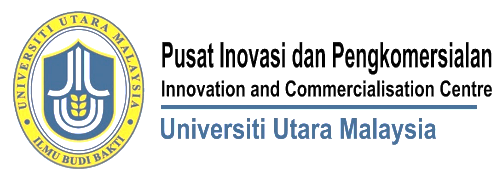 UNIVERSITI UTARA MALAYSIA
ILMU BUDI BAKTI
Pusat Inovasi dan Pengkomersialan
Innovation and Commercialisation Centre
Universiti Utara Malaysia